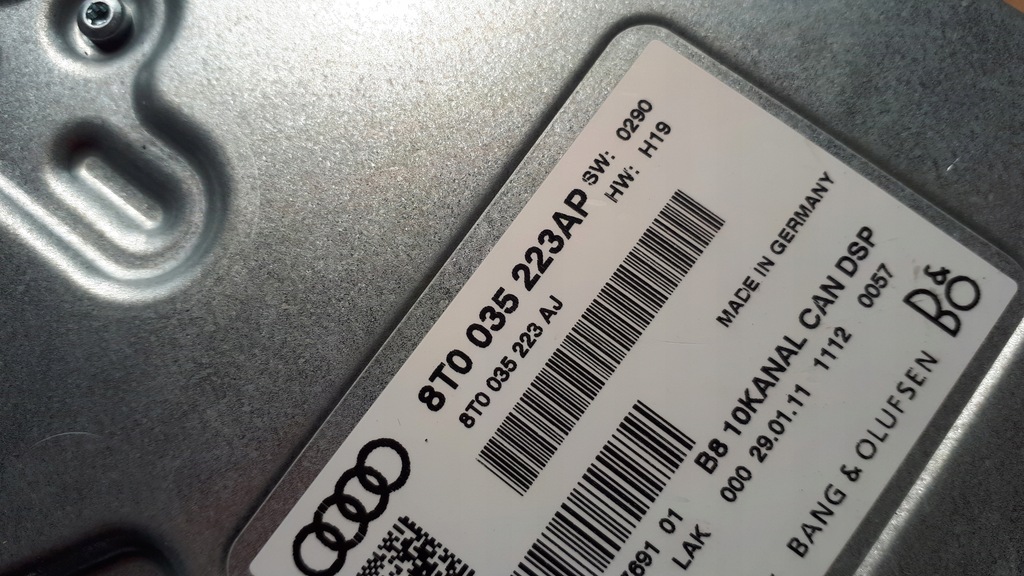 8T0 035 223AP SW: 0290
8T0 035 223 AJ HW: H19
MADE IN GERMANY
B8 10KANAL CAN DSP
01 000 29.01.11 1112 0057
LAK
B&O
BANG & OLUFSEN